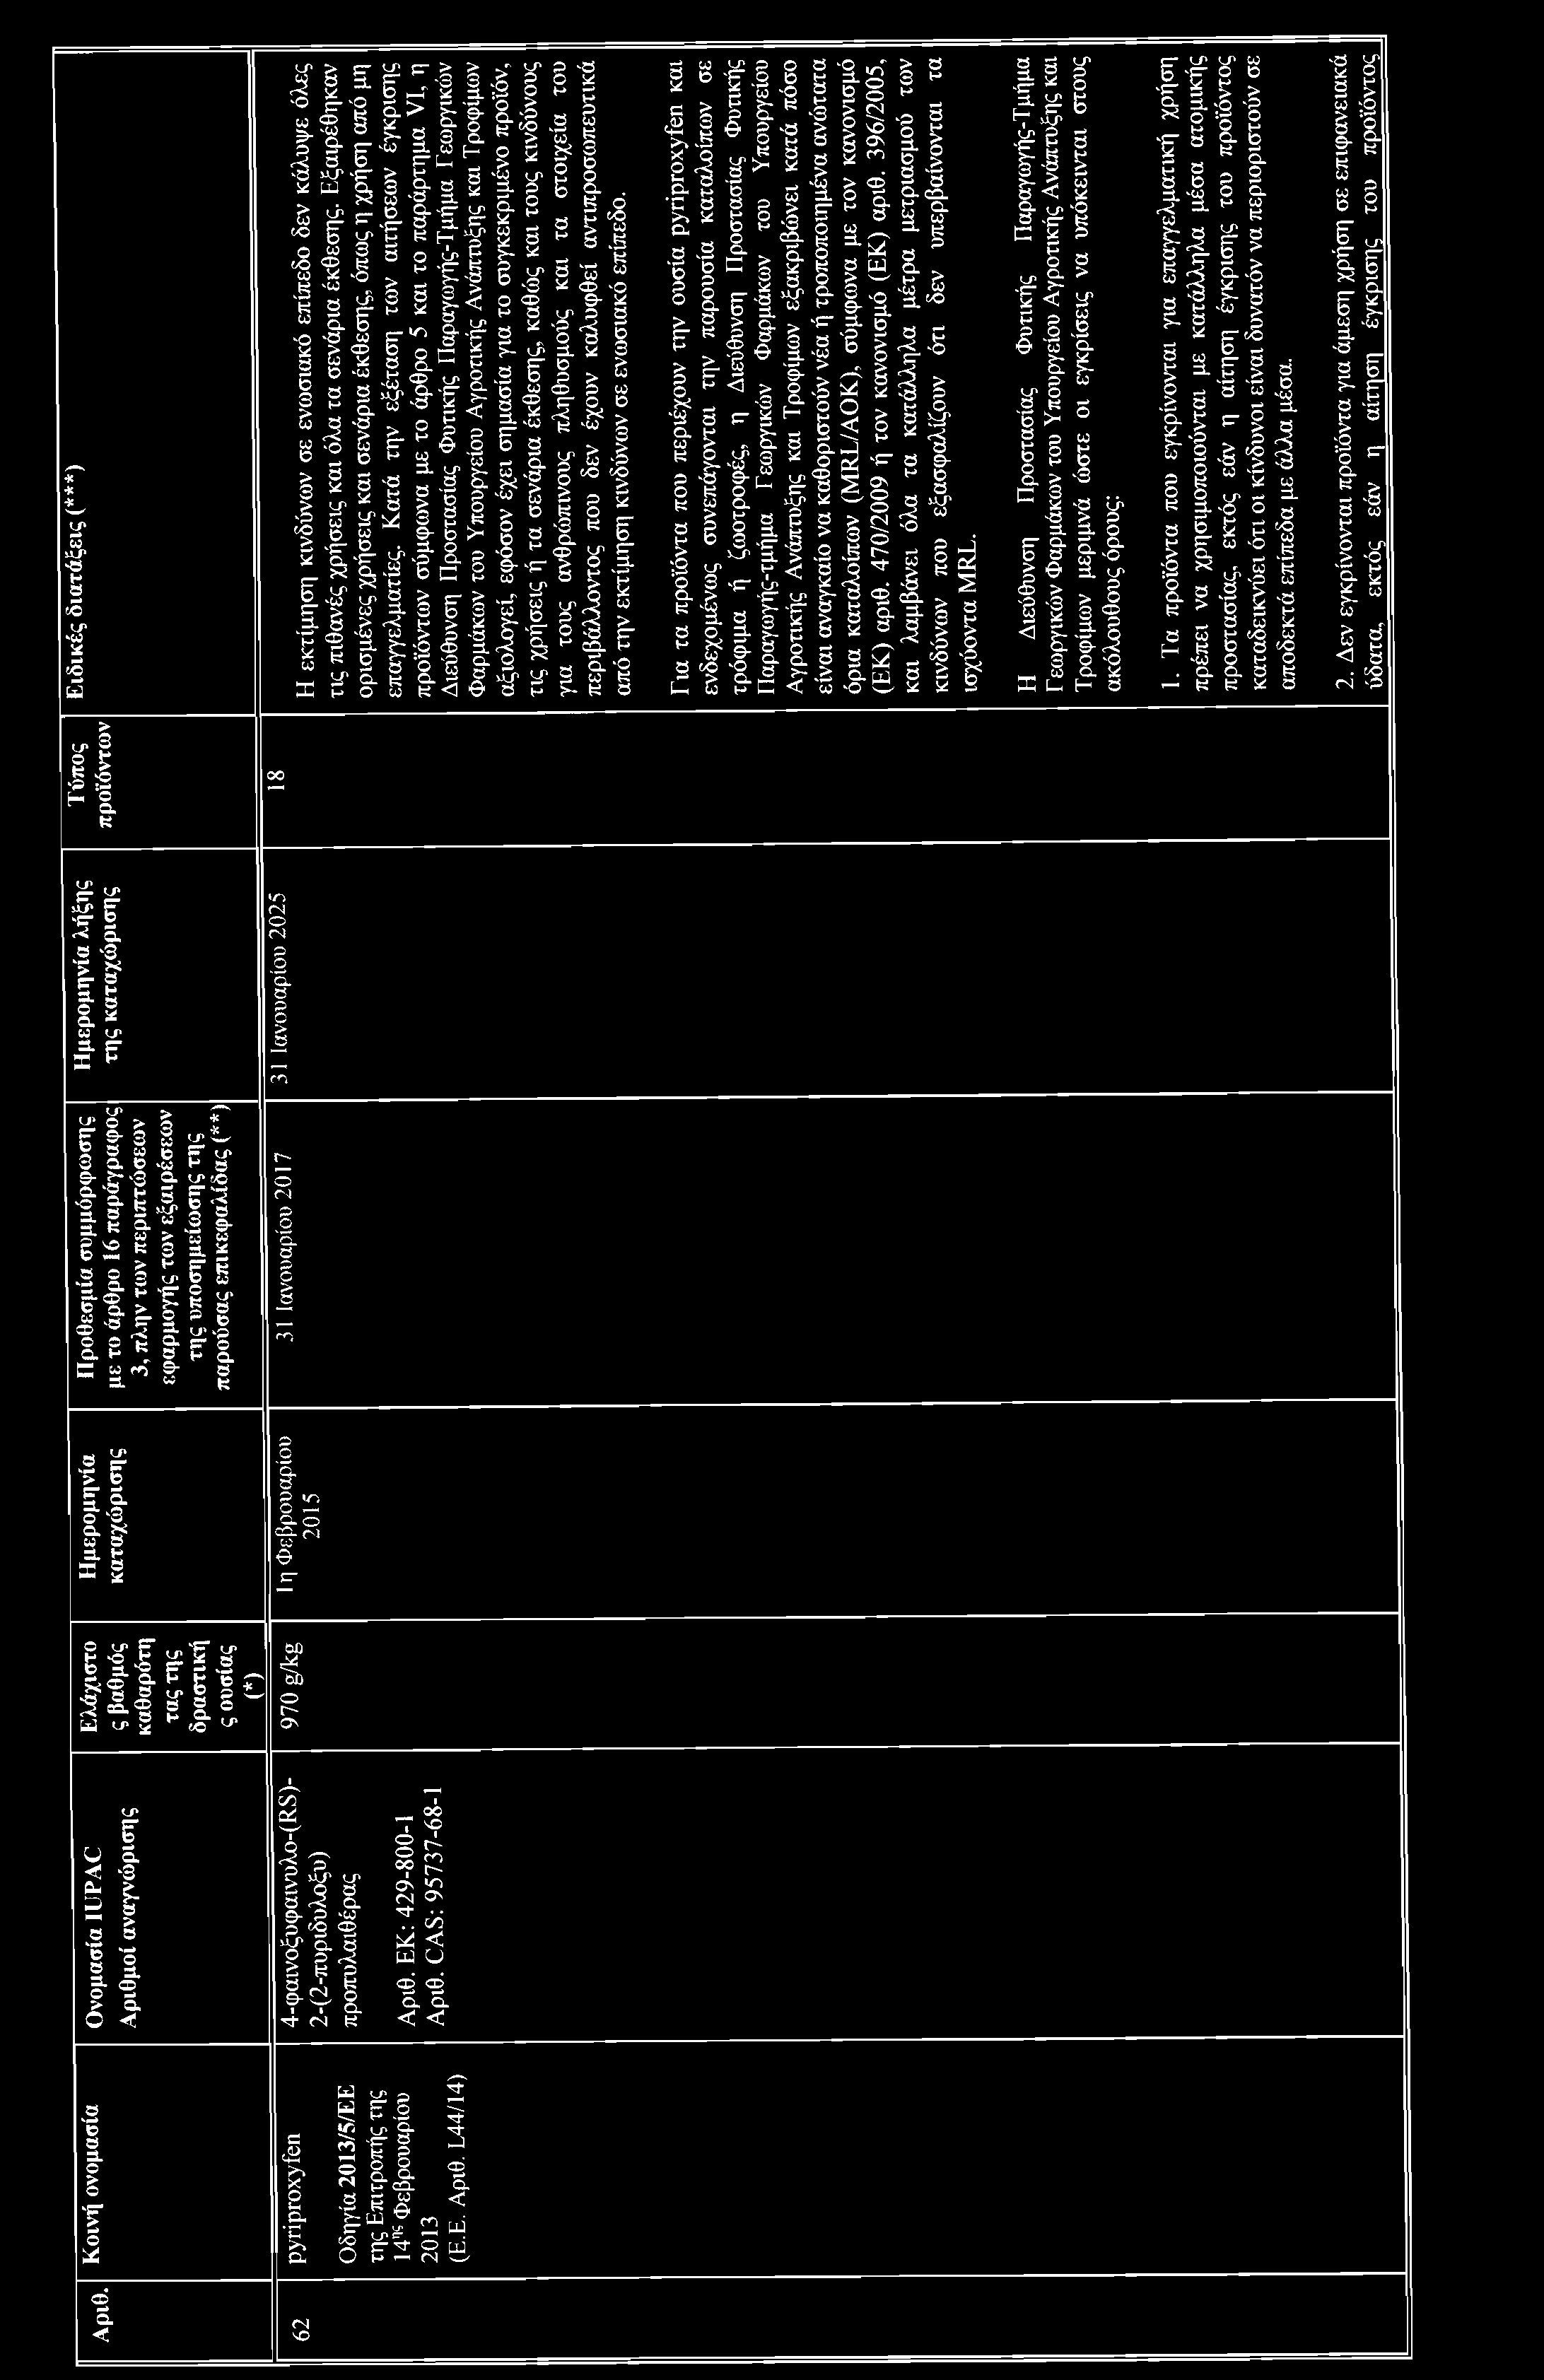 Αριθ.
Κοινή ονομασία
Ονομασία IUPAC
Αριθμοί αναγνώρισης
Ελάχιστο
ς βαθμός
καθαρότη
τας της
δραστική
ς ουσίας
(*)
Ημερομηνία
καταχώρισης
Προθεσμία συμμόρφωσης
με το άρθρο 16 παράγραφος
3, πλην των περιπτώσεων
εφαρμογής των εξαιρέσεων
της υποσημείωσης της
παρούσας επικεφαλίδας (**)
Ημερομηνία λήξης
της καταχώρισης
Τύπος
προϊόντων
Ειδικές διατάξεις (***)
62
pyriproxyfen
Οδηγία 2013/5/ΕΕ
της Επιτροπής της
14ης Φεβρουαρίου
2013
(Ε.Ε. Αριθ. L44/14)
4-φαινοξυφαινυλο-(RS)-
2-(2-πυριδυλοξυ)
προπυλαιθέρας
Αριθ. ΕΚ: 429-800-1
Αριθ. CAS: 95737-68-1
970 g/kg
1η Φεβρουαρίου
2015
31 Ιανουαρίου 2017
31 Ιανουαρίου 2025
18
Η εκτίμηση κινδύνων σε ενωσιακό επίπεδο δεν κάλυψε όλες
τις πιθανές χρήσεις και όλα τα σενάρια έκθεσης. Εξαιρέθηκαν
ορισμένες χρήσεις και σενάρια έκθεσης, όπως η χρήση από μη
επαγγελματίες. Κατά την εξέταση των αιτήσεων έγκρισης
προϊόντων σύμφωνα με το άρθρο 5 και το παράρτημα VI, η
Διεύθυνση Προστασίας Φυτικής Παραγωγής-Τμήμα Γεωργικών
Φαρμάκων του Υπουργείου Αγροτικής Ανάπτυξης και Τροφίμων
αξιολογεί, εφόσον έχει σημασία για το συγκεκριμένο προϊόν,
τις χρήσεις ή τα σενάρια έκθεσης, καθώς και τους κινδύνους
για τους ανθρώπινους πληθυσμούς και τα στοιχεία του
περιβάλλοντος που δεν έχουν καλυφθεί αντιπροσωπευτικά
από την εκτίμηση κινδύνων σε ενωσιακό επίπεδο.
Για τα προϊόντα που περιέχουν την ουσία pyriproxyfen και
ενδεχομένως συνεπάγονται την παρουσία καταλοίπων σε
τρόφιμα ή ζωοτροφές, η Διεύθυνση Προστασίας Φυτικής
Παραγωγής-τμήμα Γεωργικών Φαρμάκων του Υπουργείου
Αγροτικής Ανάπτυξης και Τροφίμων εξακριβώνει κατά πόσο
είναι αναγκαίο να καθοριστούν νέα ή τροποποιημένα ανώτατα
όρια καταλοίπων (MRL/ΑΟΚ), σύμφωνα με τον κανονισμό
(ΕΚ) αριθ. 470/2009 ή τον κανονισμό (ΕΚ) αριθ. 396/2005,
και λαμβάνει όλα τα κατάλληλα μέτρα μετριασμού των
κινδύνων που εξασφαλίζουν ότι δεν υπερβαίνονται τα
ισχύοντα MRL.
Η Διεύθυνση Προστασίας Φυτικής Παραγωγής-Τμήμα
Γεωργικών Φαρμάκων του Υπουργείου Αγροτικής Ανάπτυξης και
Τροφίμων μεριμνά ώστε οι εγκρίσεις να υπόκεινται στους
ακόλουθους όρους:
1. Τα προϊόντα που εγκρίνονται για επαγγελματική χρήση
πρέπει να χρησιμοποιούνται με κατάλληλα μέσα ατομικής
προστασίας, εκτός εάν η αίτηση έγκρισης του προϊόντος
καταδεικνύει ότι οι κίνδυνοι είναι δυνατόν να περιοριστούν σε
αποδεκτά επίπεδα με άλλα μέσα.
2. Δεν εγκρίνονται προϊόντα για άμεση χρήση σε επιφανειακά
ύδατα,, εκτός εάν η αίτηση έγκρισης του προϊόντος